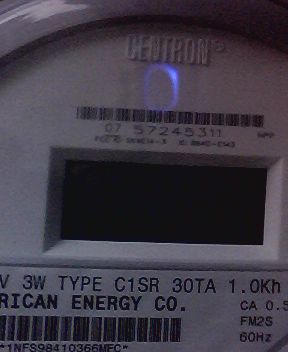 CENTRON®
07 57245311
V 3W TYPE C1SR 30TA 1.0Kh
RICAN ENERGY CO.
CA 0.5
FM2S
60Hz